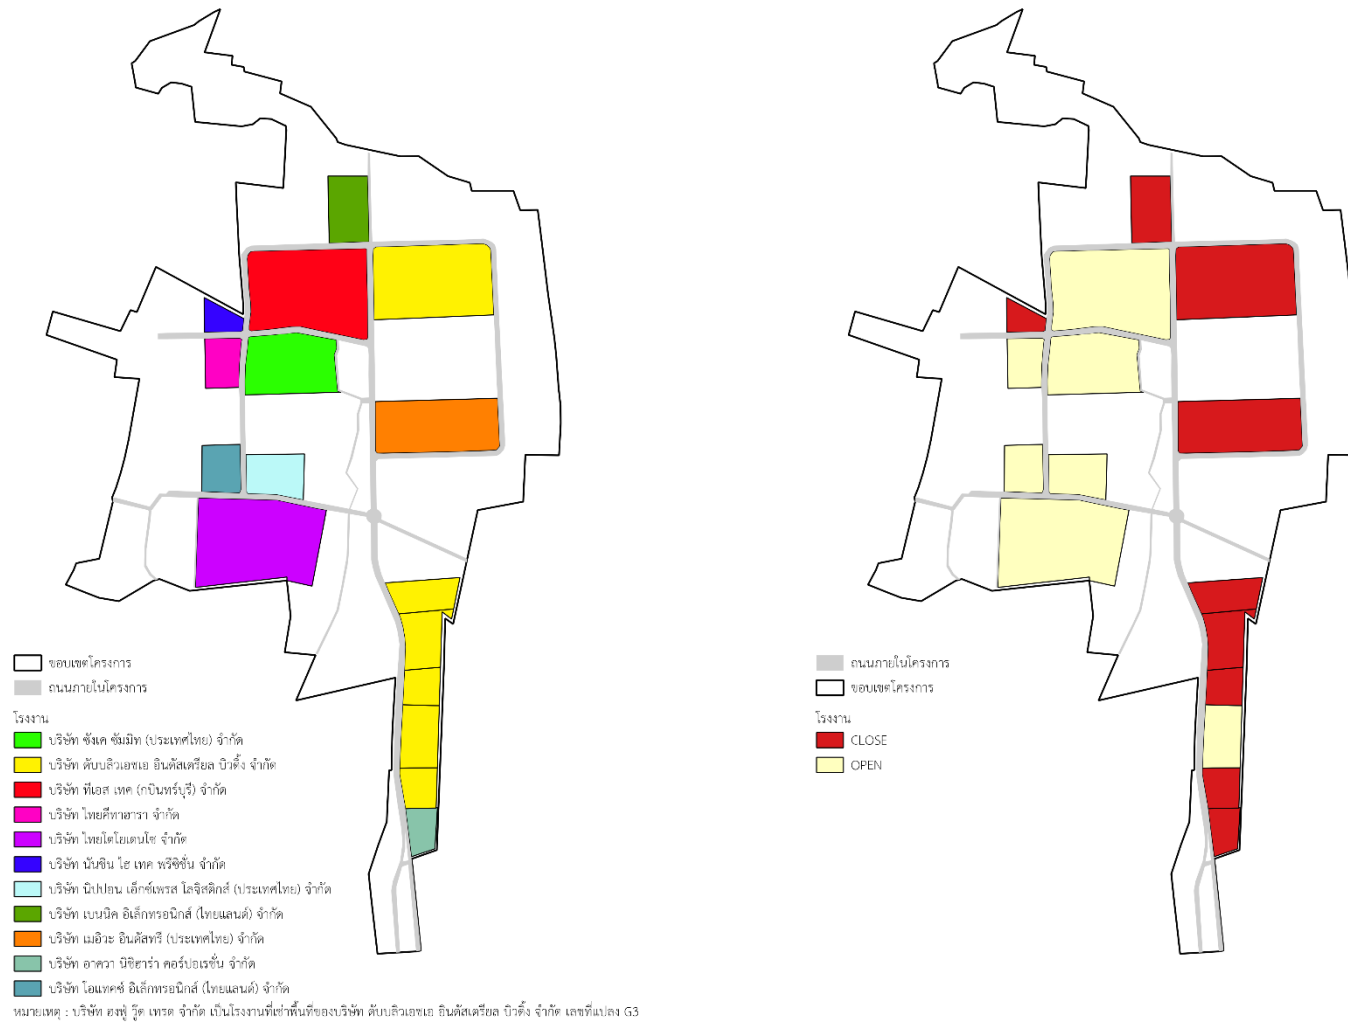 ขอบเขตโครงการ
ถนนภายในโครงการ
โรงงาน
บริษัท ซังเค ซัมมิท (ประเทศไทย) จำกัด
บริษัท ดับบลิวเอชเอ อินดัสเตรียล บิวดิ้ง จำกัด
บริษัท ทีเอส เทค (กบินทร์บุรี) จำกัด
บริษัท ไทยคีทาฮารา จำกัด
บริษัท ไทยโตโยเดนโซ จำกัด
บริษัท นันชิน ไฮ เทค พรีซิชั่น จำกัด
บริษัท นิปปอน เอ็กซ์เพรส โลจิสติกส์ (ประเทศไทย) จำกัด
บริษัท เบนนิค อิเล็กทรอนิกส์ (ไทยแลนด์) จำกัด
บริษัท เมอิวะ อินดัสทรี (ประเทศไทย) จำกัด
บริษัท อาควา นิชิฮาร่า คอร์ปอเรชั่น จำกัด
บริษัท โอแทคซ์ อิเล็กทรอนิกส์ (ไทยแลนด์) จำกัด
หมายเหตุ : บริษัท ฮงฟู่ วู๊ด เทรด จำกัด เป็นโรงงานที่เช่าพื้นที่ของบริษัท ดับบลิวเอชเอ อินดัสเตรียล บิวดิ้ง จำกัด เลขที่แปลง G3
ถนนภายในโครงการ
ขอบเขตโครงการ
โรงงาน
CLOSE
OPEN